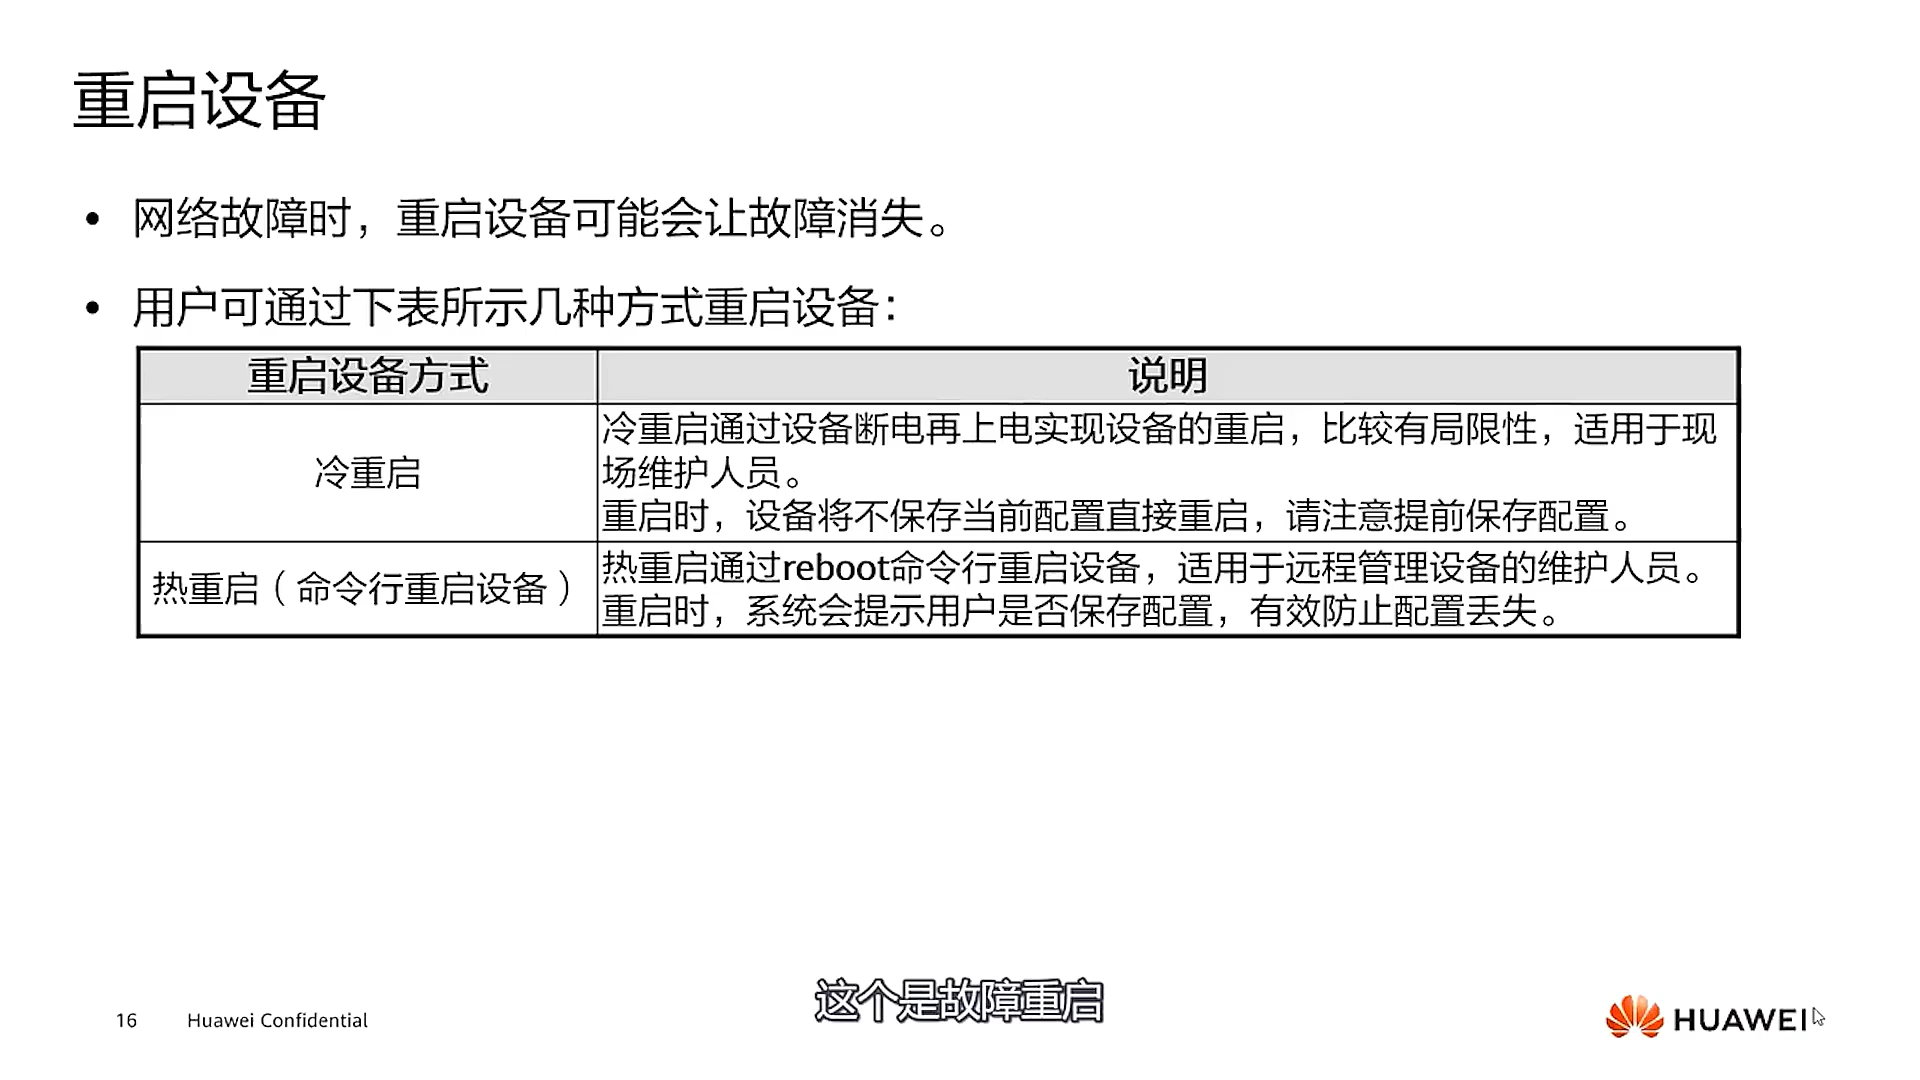 重启设备
• 网络故障时，重启设备可能会让故障消失。
• 用户可通过下表所示几种方式重启设备：
重启设备方式
说明
冷重启
冷重启通过设备断电再上电实现设备的重启，比较有局限性，适用于现
场维护人员。
重启时，设备将不保存当前配置直接重启，请注意提前保存配置。
热重启（命令行重启设备）
热重启通过reboot命令行重启设备，适用于远程管理设备的维护人员。
重启时，系统会提示用户是否保存配置，有效防止配置丢失。
这个是故障重启
16 Huawei Confidential
HUAWEI